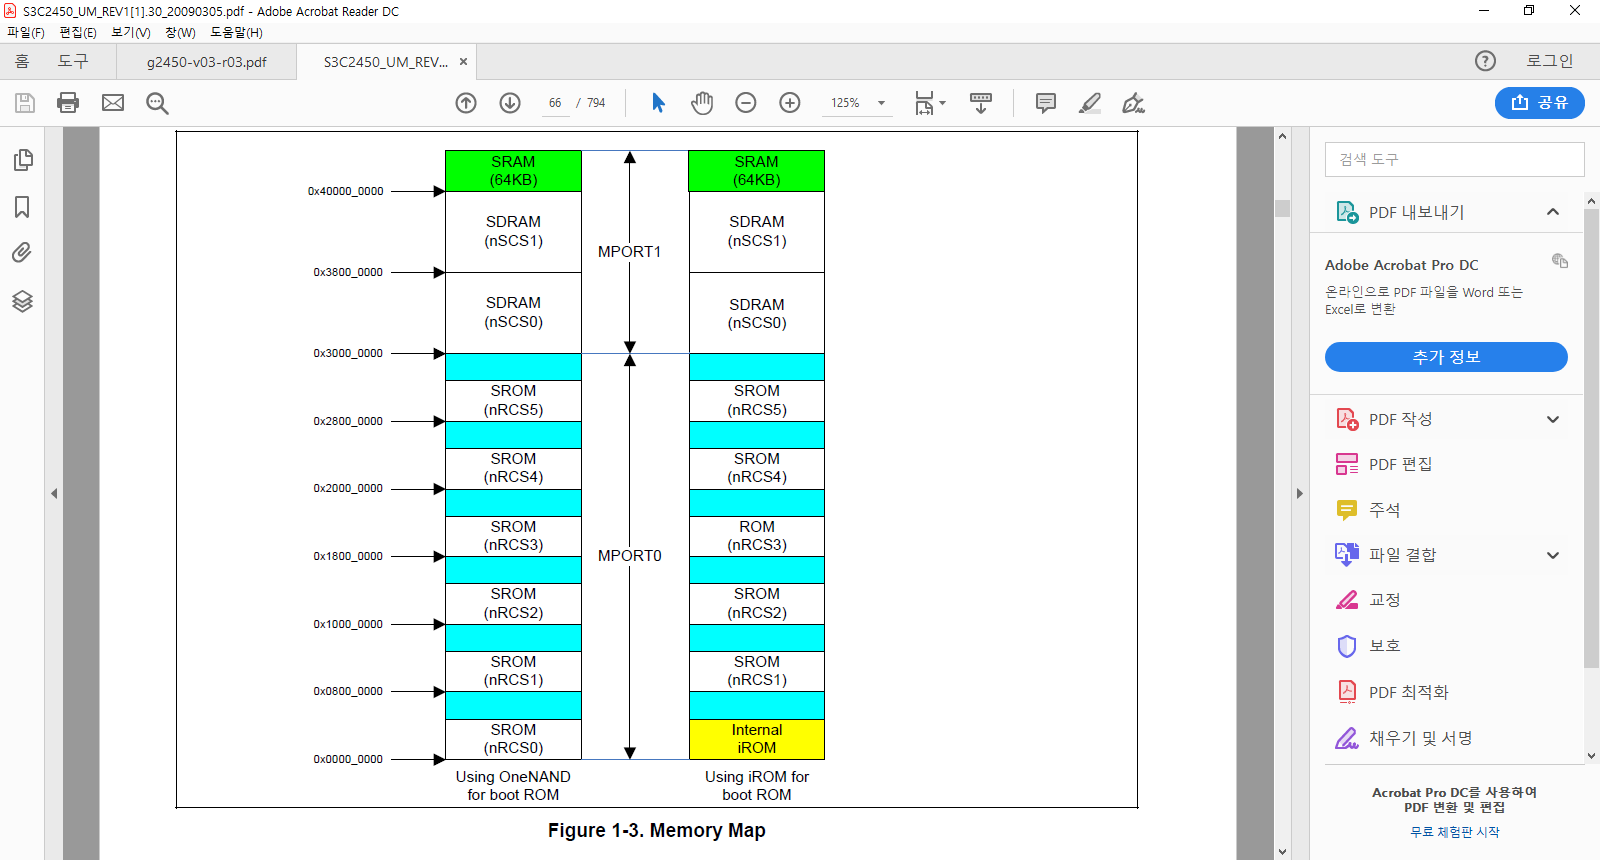 S3C2450_UM_REV1[1].30_20090305.pdf - Adobe Acrobat Reader DC
파일(F) 편집(E) 보기(V) 창(W) 도움말(H)
홈 도구 g2450-v03-r03.pdf S3C2450_UM_REV... × 로그인
66 / 794 125% 공유
SRAM
(64KB)
SRAM
(64KB)
0x40000_0000
SDRAM
(nSCS1)
MPORT1
SDRAM
(nSCS1)
0x3800_0000
SDRAM
(nSCS0)
SDRAM
(nSCS0)
0x3000_0000
SROM
(nRCS5)
SROM
(nRCS5)
0x2800_0000
SROM
(nRCS4)
SROM
(nRCS4)
0x2000_0000
SROM
(nRCS3)
ROM
(nRCS3)
0x1800_0000
MPORT0
SROM
(nRCS2)
SROM
(nRCS2)
0x1000_0000
SROM
(nRCS1)
SROM
(nRCS1)
0x0800_0000
SROM
(nRCS0)
Internal
iROM
0x0000_0000
Using OneNAND
for boot ROM
Using iROM for
boot ROM
Figure 1-3. Memory Map
검색 도구
PDF 내보내기
Adobe Acrobat Pro DC
온라인으로 PDF 파일을 Word 또는
Excel로 변환
추가 정보
PDF 작성
PDF 편집
주석
파일 결합
교정
보호
PDF 최적화
채우기 및 서명
Acrobat Pro DC를 사용하여
PDF 변환 및 편집
무료 체험판 시작